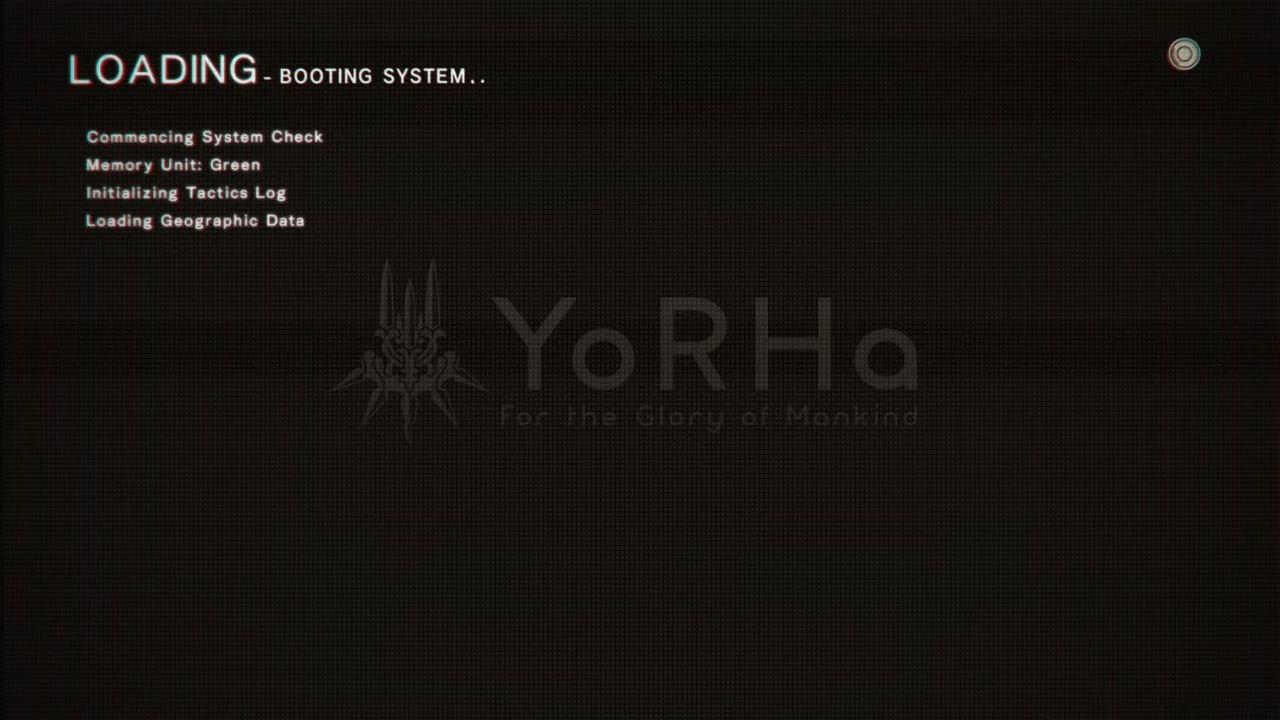 LOADING - BOOTING SYSTEM..
Commencing System Check
Memory Unit: Green
Initializing Tactics Log
Loading Geographic Data
YoRHa
For the Glory of Mankind